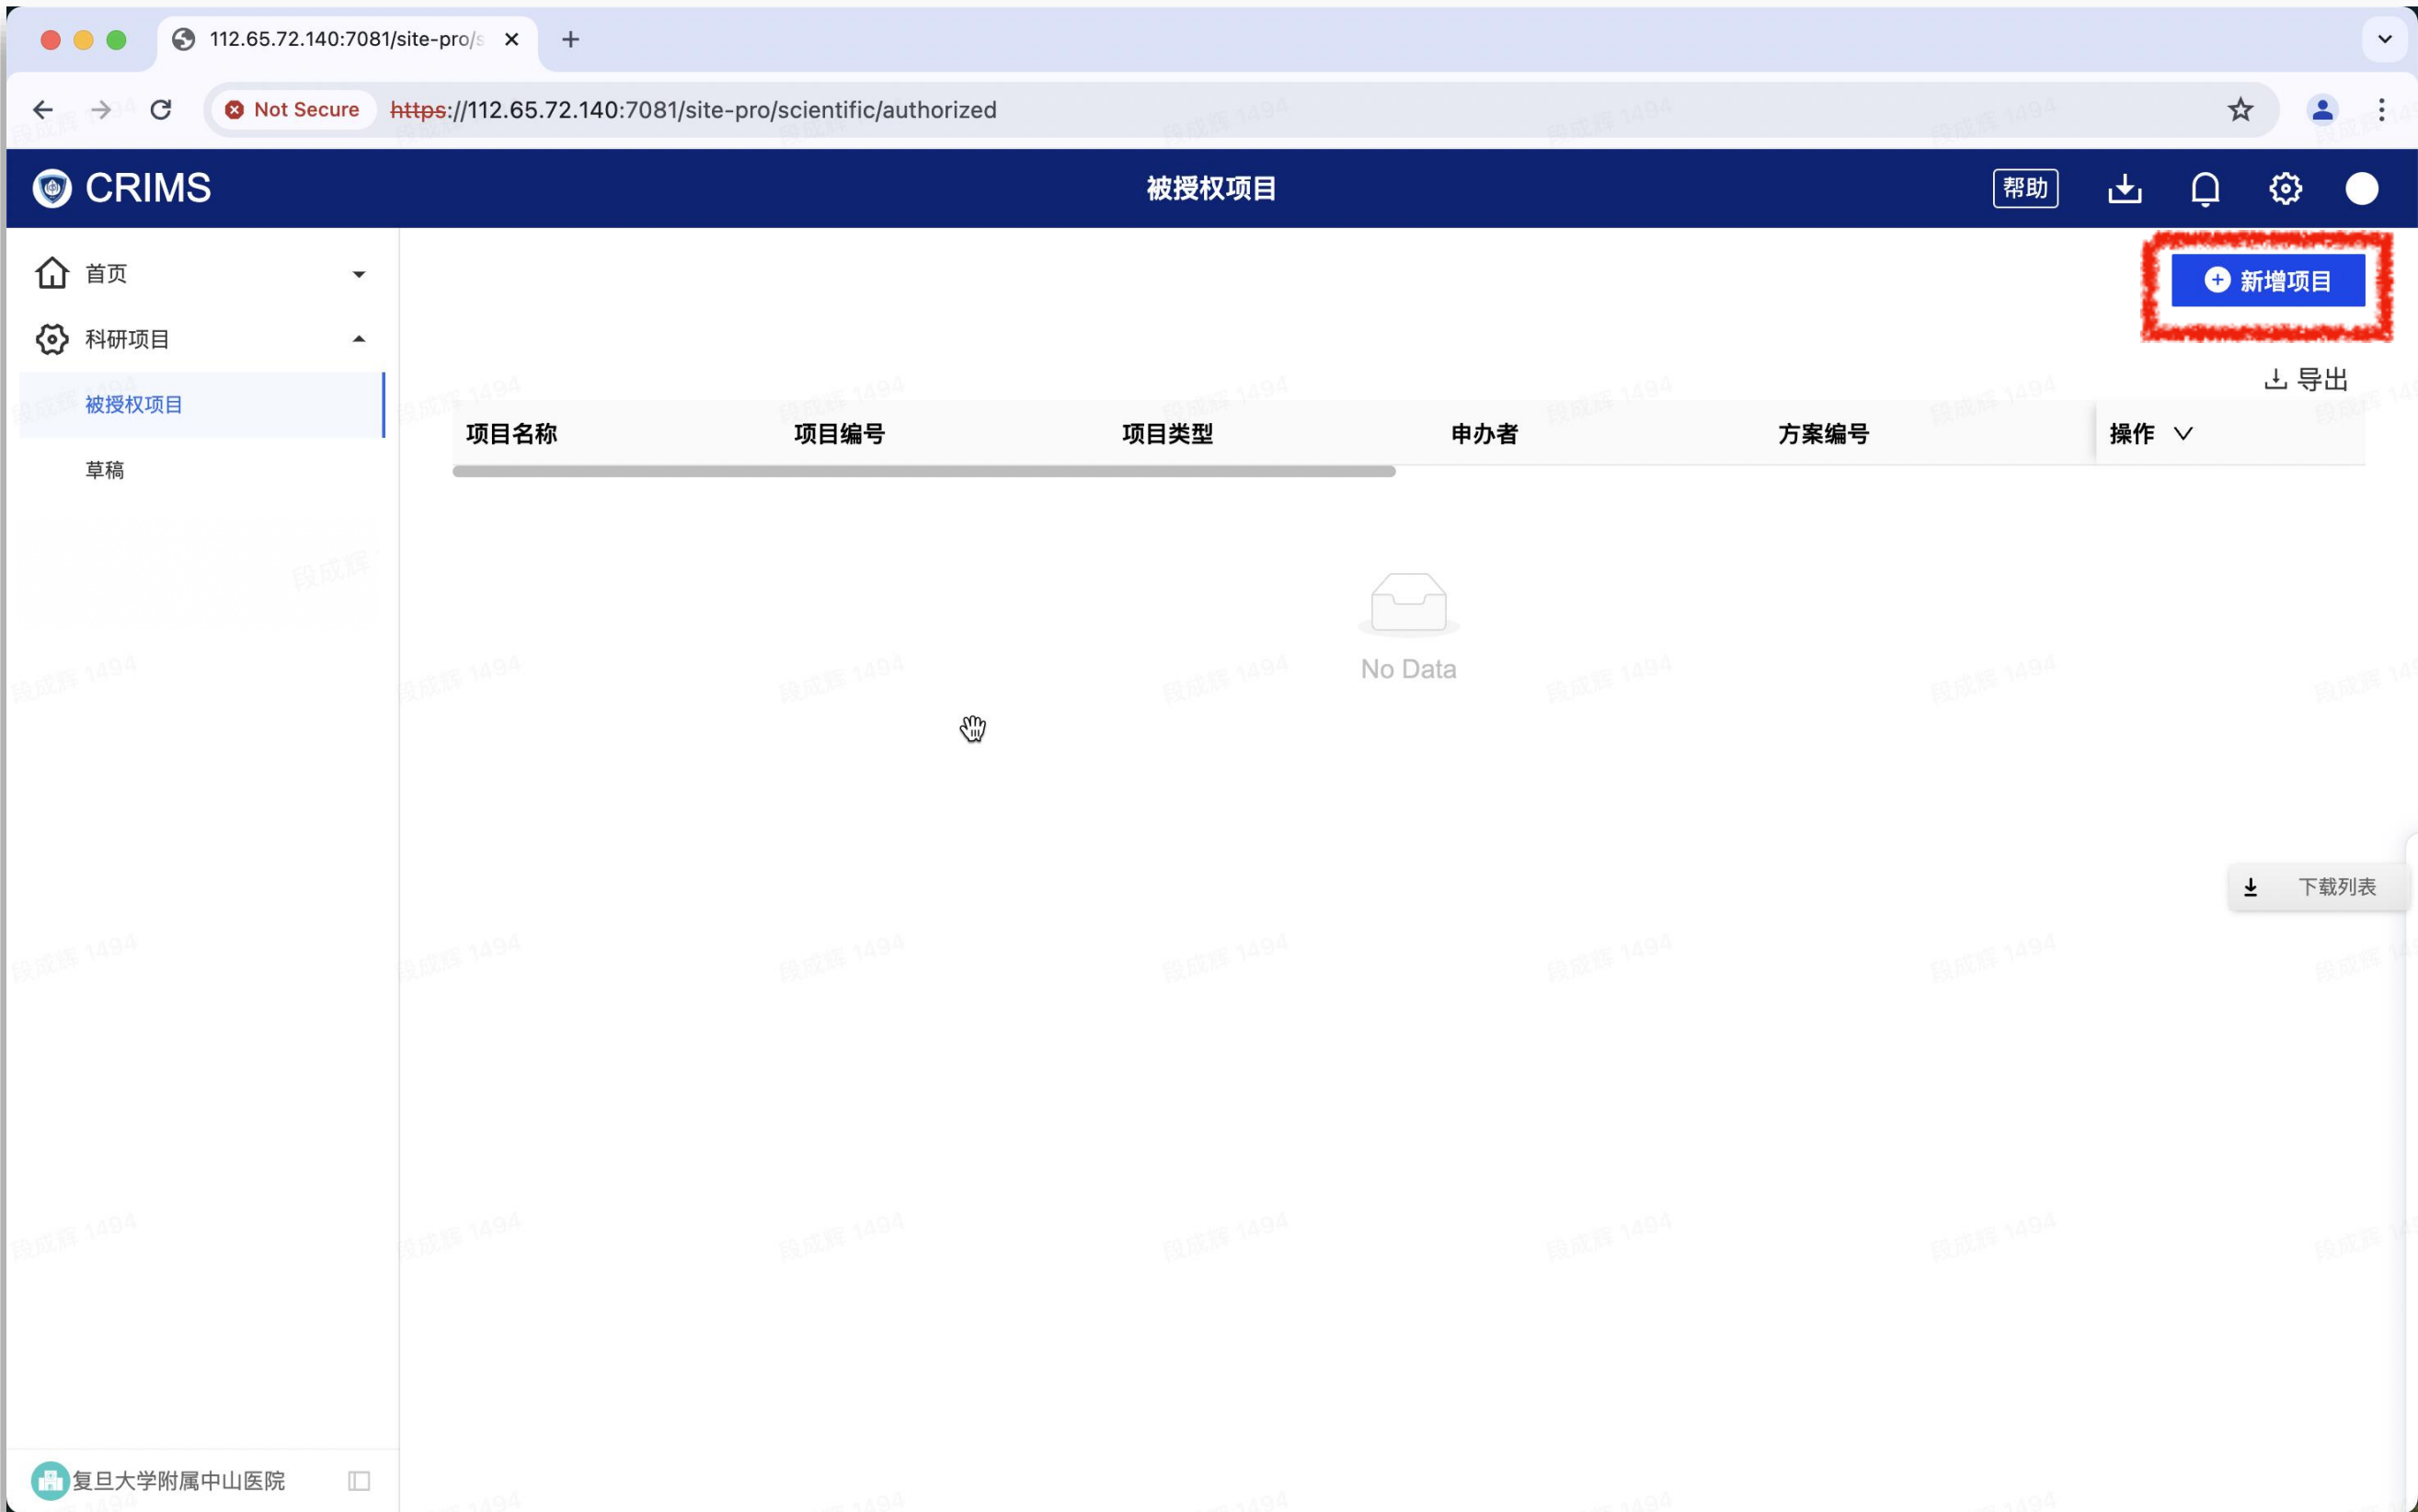 112.65.72.140:7081/site-pro/s
Not Secure https://112.65.72.140:7081/site-pro/scientific/authorized
CRIMS 被授权项目 帮助
首页
新增项目
科研项目
导出
被授权项目
项目名称 项目编号 项目类型 申办者 方案编号 操作
草稿
No Data
下载列表
复旦大学附属中山医院
段成辉 1494